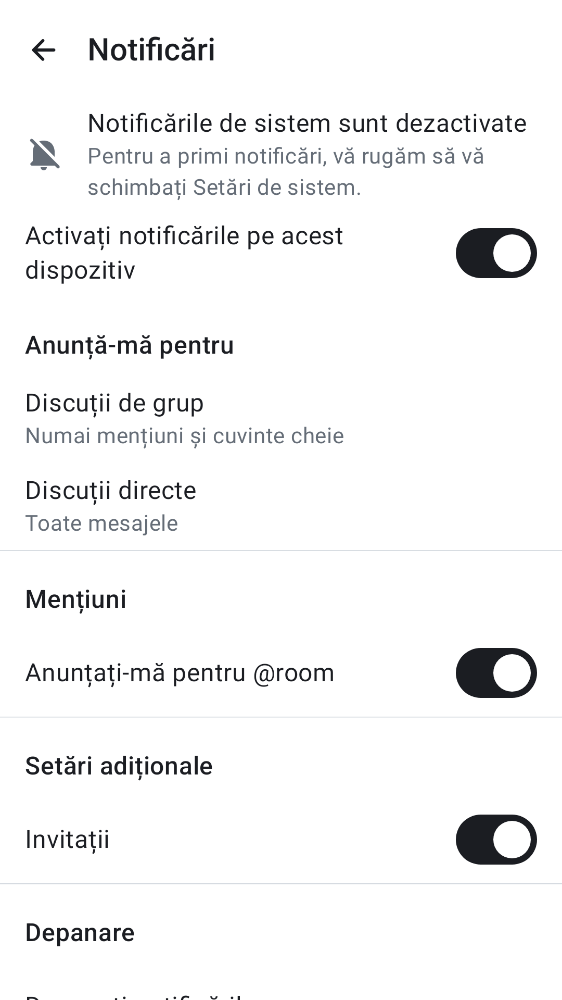 Notificări
Notificările de sistem sunt dezactivate
Pentru a primi notificări, vă rugăm să vă
schimbați Setări de sistem.
Activați notificările pe acest
dispozitiv
Anunță-mă pentru
Discuții de grup
Numai mențiuni și cuvinte cheie
Discuții directe
Toate mesajele
Mențiuni
Anunțați-mă pentru @room
Setări adiționale
Invitații
Depanare